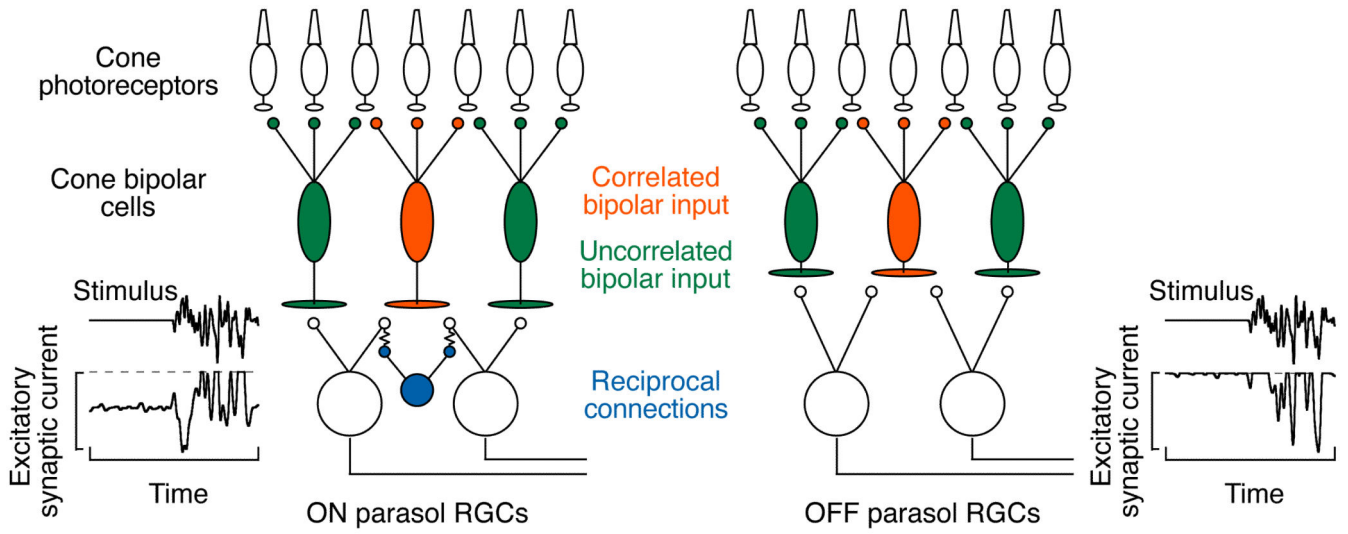 Cone
photoreceptors
Cone bipolar
cells
Correlated
bipolar input
Uncorrelated
bipolar input
Reciprocal
connections
Stimulus
Excitatory
synaptic current
Time
ON parasol RGCs
OFF parasol RGCs
Stimulus
Excitatory
synaptic current
Time